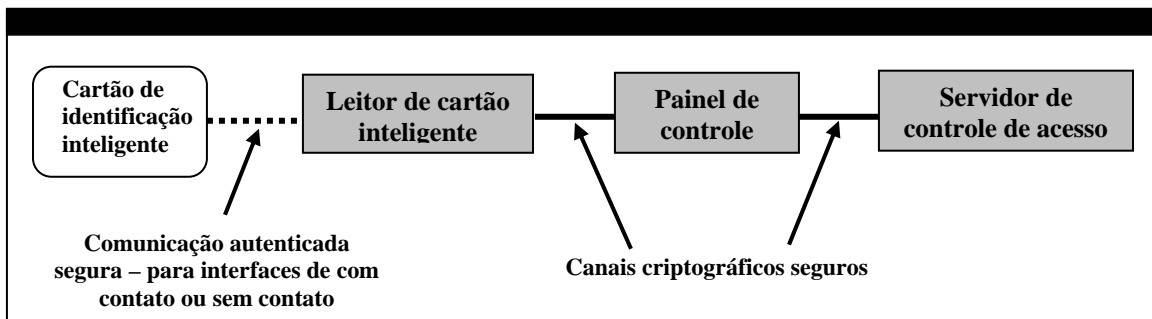 Cartão de
identificação
inteligente
Leitor de cartão
inteligente
Painel de
controle
Servidor de
controle de acesso
Comunicação autenticada
segura – para interfaces de com
contato ou sem contato
Canais criptográficos seguros